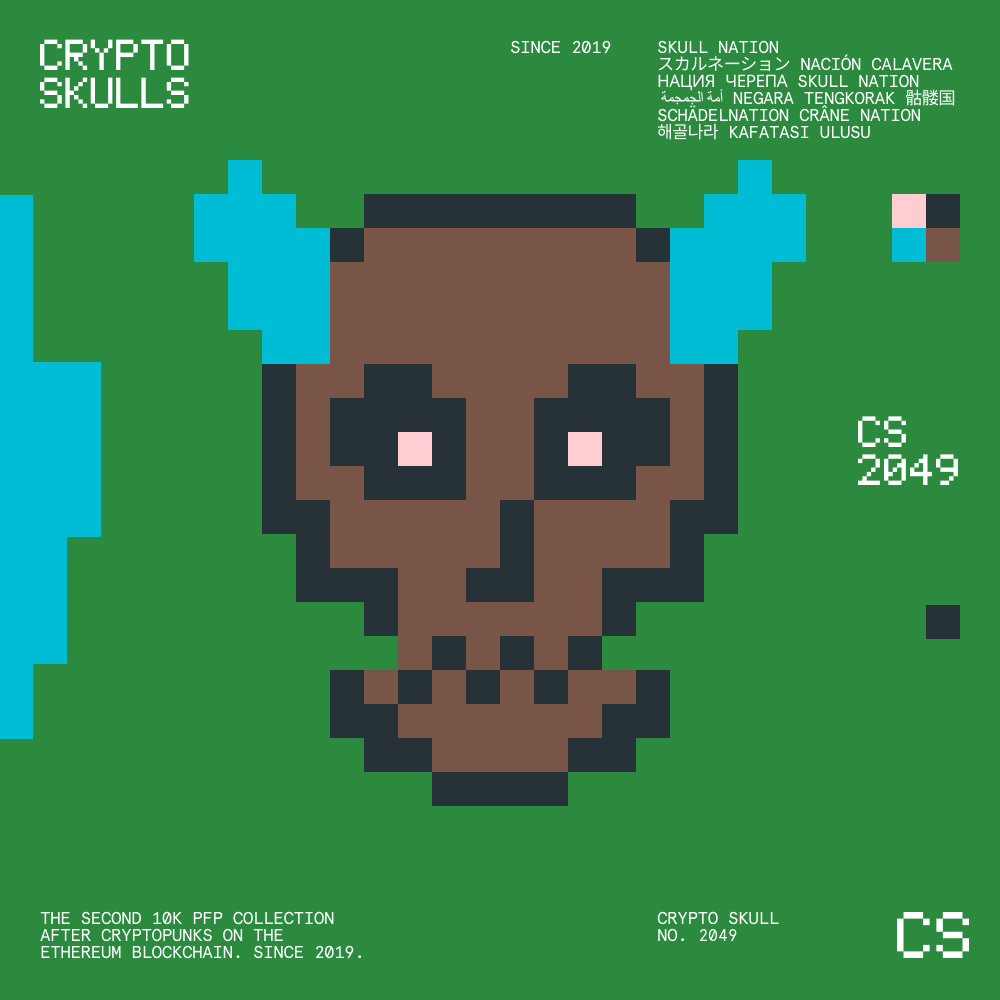 CRYPTO
SKULLS
SINCE 2019
SKULL NATION
スカルネーション NACIÓN CALAVERA
НАЦИЯ ЧЕРЕПА SKULL NATION
أمة الجمجمة NEGARA TENGKORAK 骷髅国
SCHÄDELNATION CRÂNE NATION
해골나라 KAFATASI ULUSU
CS
2049
THE SECOND 10K PFP COLLECTION
AFTER CRYPTOPUNKS ON THE
ETHEREUM BLOCKCHAIN. SINCE 2019.
CRYPTO SKULL
NO. 2049
CS